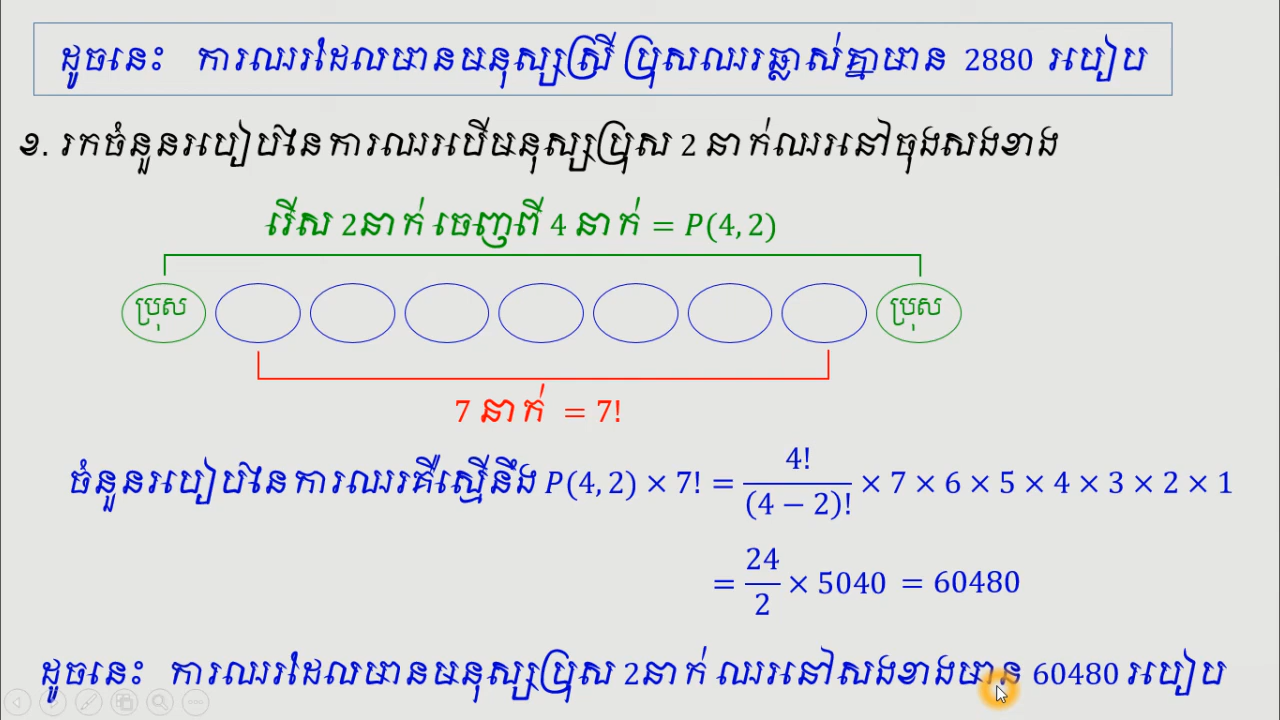 ដូចនេះ ការឈរដែលមានមនុស្សស្រី ប្រុសឈរឆ្លាស់គ្នាមាន 2880 របៀប
ខ. រកចំនួនរបៀបនៃការឈរបើមនុស្សប្រុស 2 នាក់ឈរនៅចុងសងខាង
រើស 2នាក់ ចេញពី 4 នាក់ = P(4, 2)
ប្រុស ប្រុស
7 នាក់ = 7!
ចំនួនរបៀបនៃការឈរគឺស្មើនឹង P(4, 2) × 7! = 4!/(4 − 2)! × 7 × 6 × 5 × 4 × 3 × 2 × 1
= 24/2 × 5040 = 60480
ដូចនេះ ការឈរដែលមានមនុស្សប្រុស 2នាក់ ឈរនៅសងខាងមាន 60480 របៀប